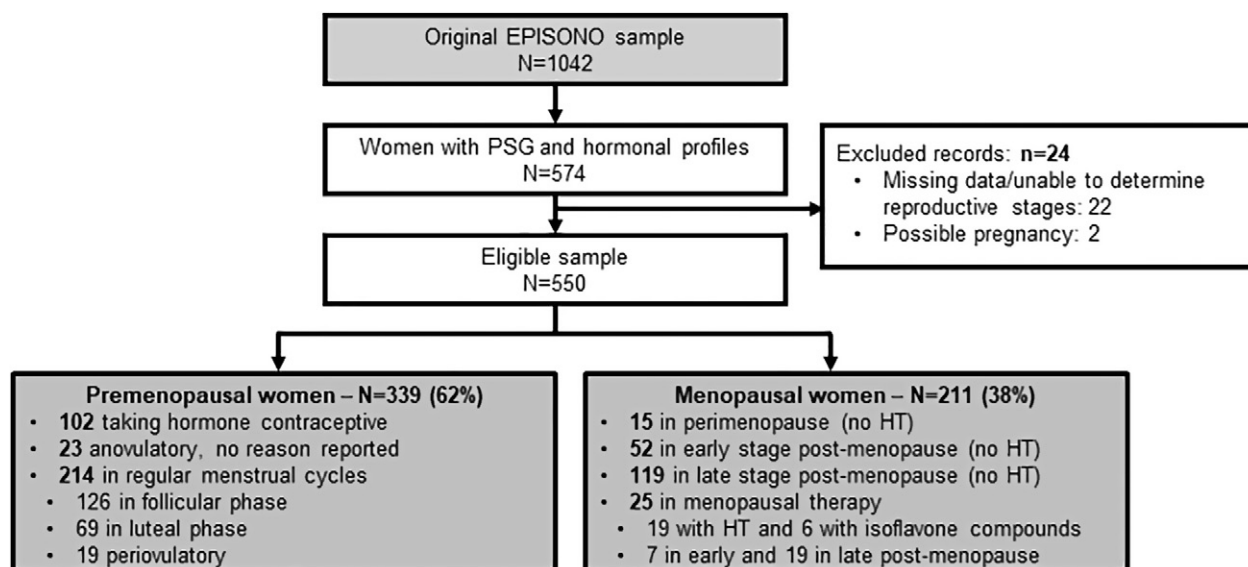 Original EPISONO sample
N=1042
Women with PSG and hormonal profiles
N=574
Excluded records: n=24
• Missing data/unable to determine
reproductive stages: 22
• Possible pregnancy: 2
Eligible sample
N=550
Premenopausal women – N=339 (62%)
• 102 taking hormone contraceptive
• 23 anovulatory, no reason reported
• 214 in regular menstrual cycles
• 126 in follicular phase
• 69 in luteal phase
• 19 periovulatory
Menopausal women – N=211 (38%)
• 15 in perimenopause (no HT)
• 52 in early stage post-menopause (no HT)
• 119 in late stage post-menopause (no HT)
• 25 in menopausal therapy
• 19 with HT and 6 with isoflavone compounds
• 7 in early and 19 in late post-menopause